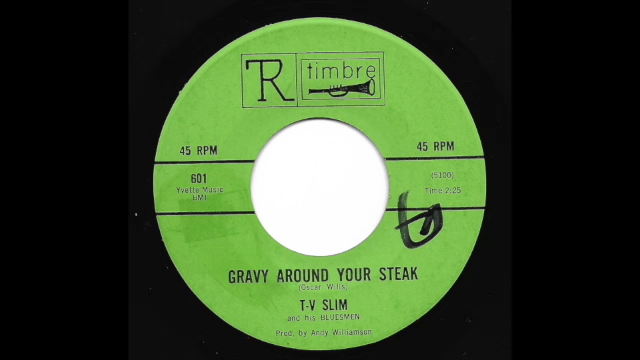 R timbre
45 RPM
45 RPM
601
Yvette Music
BMI
(5100)
Time 2:25
GRAVY AROUND YOUR STEAK
(Oscar Wills)
T-V SLIM
and his BLUESMEN
Prod. by Andy Williamson